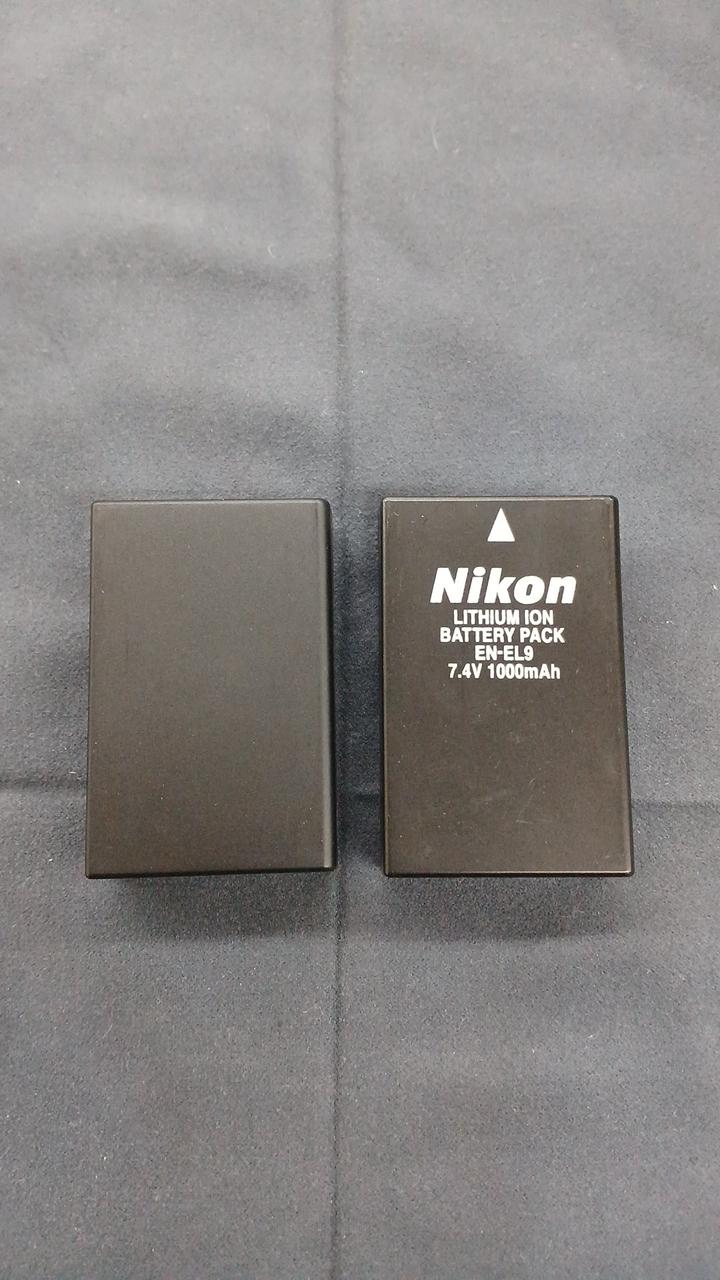 Nikon
LITHIUM ION
BATTERY PACK
EN-EL9
7.4V 1000mAh